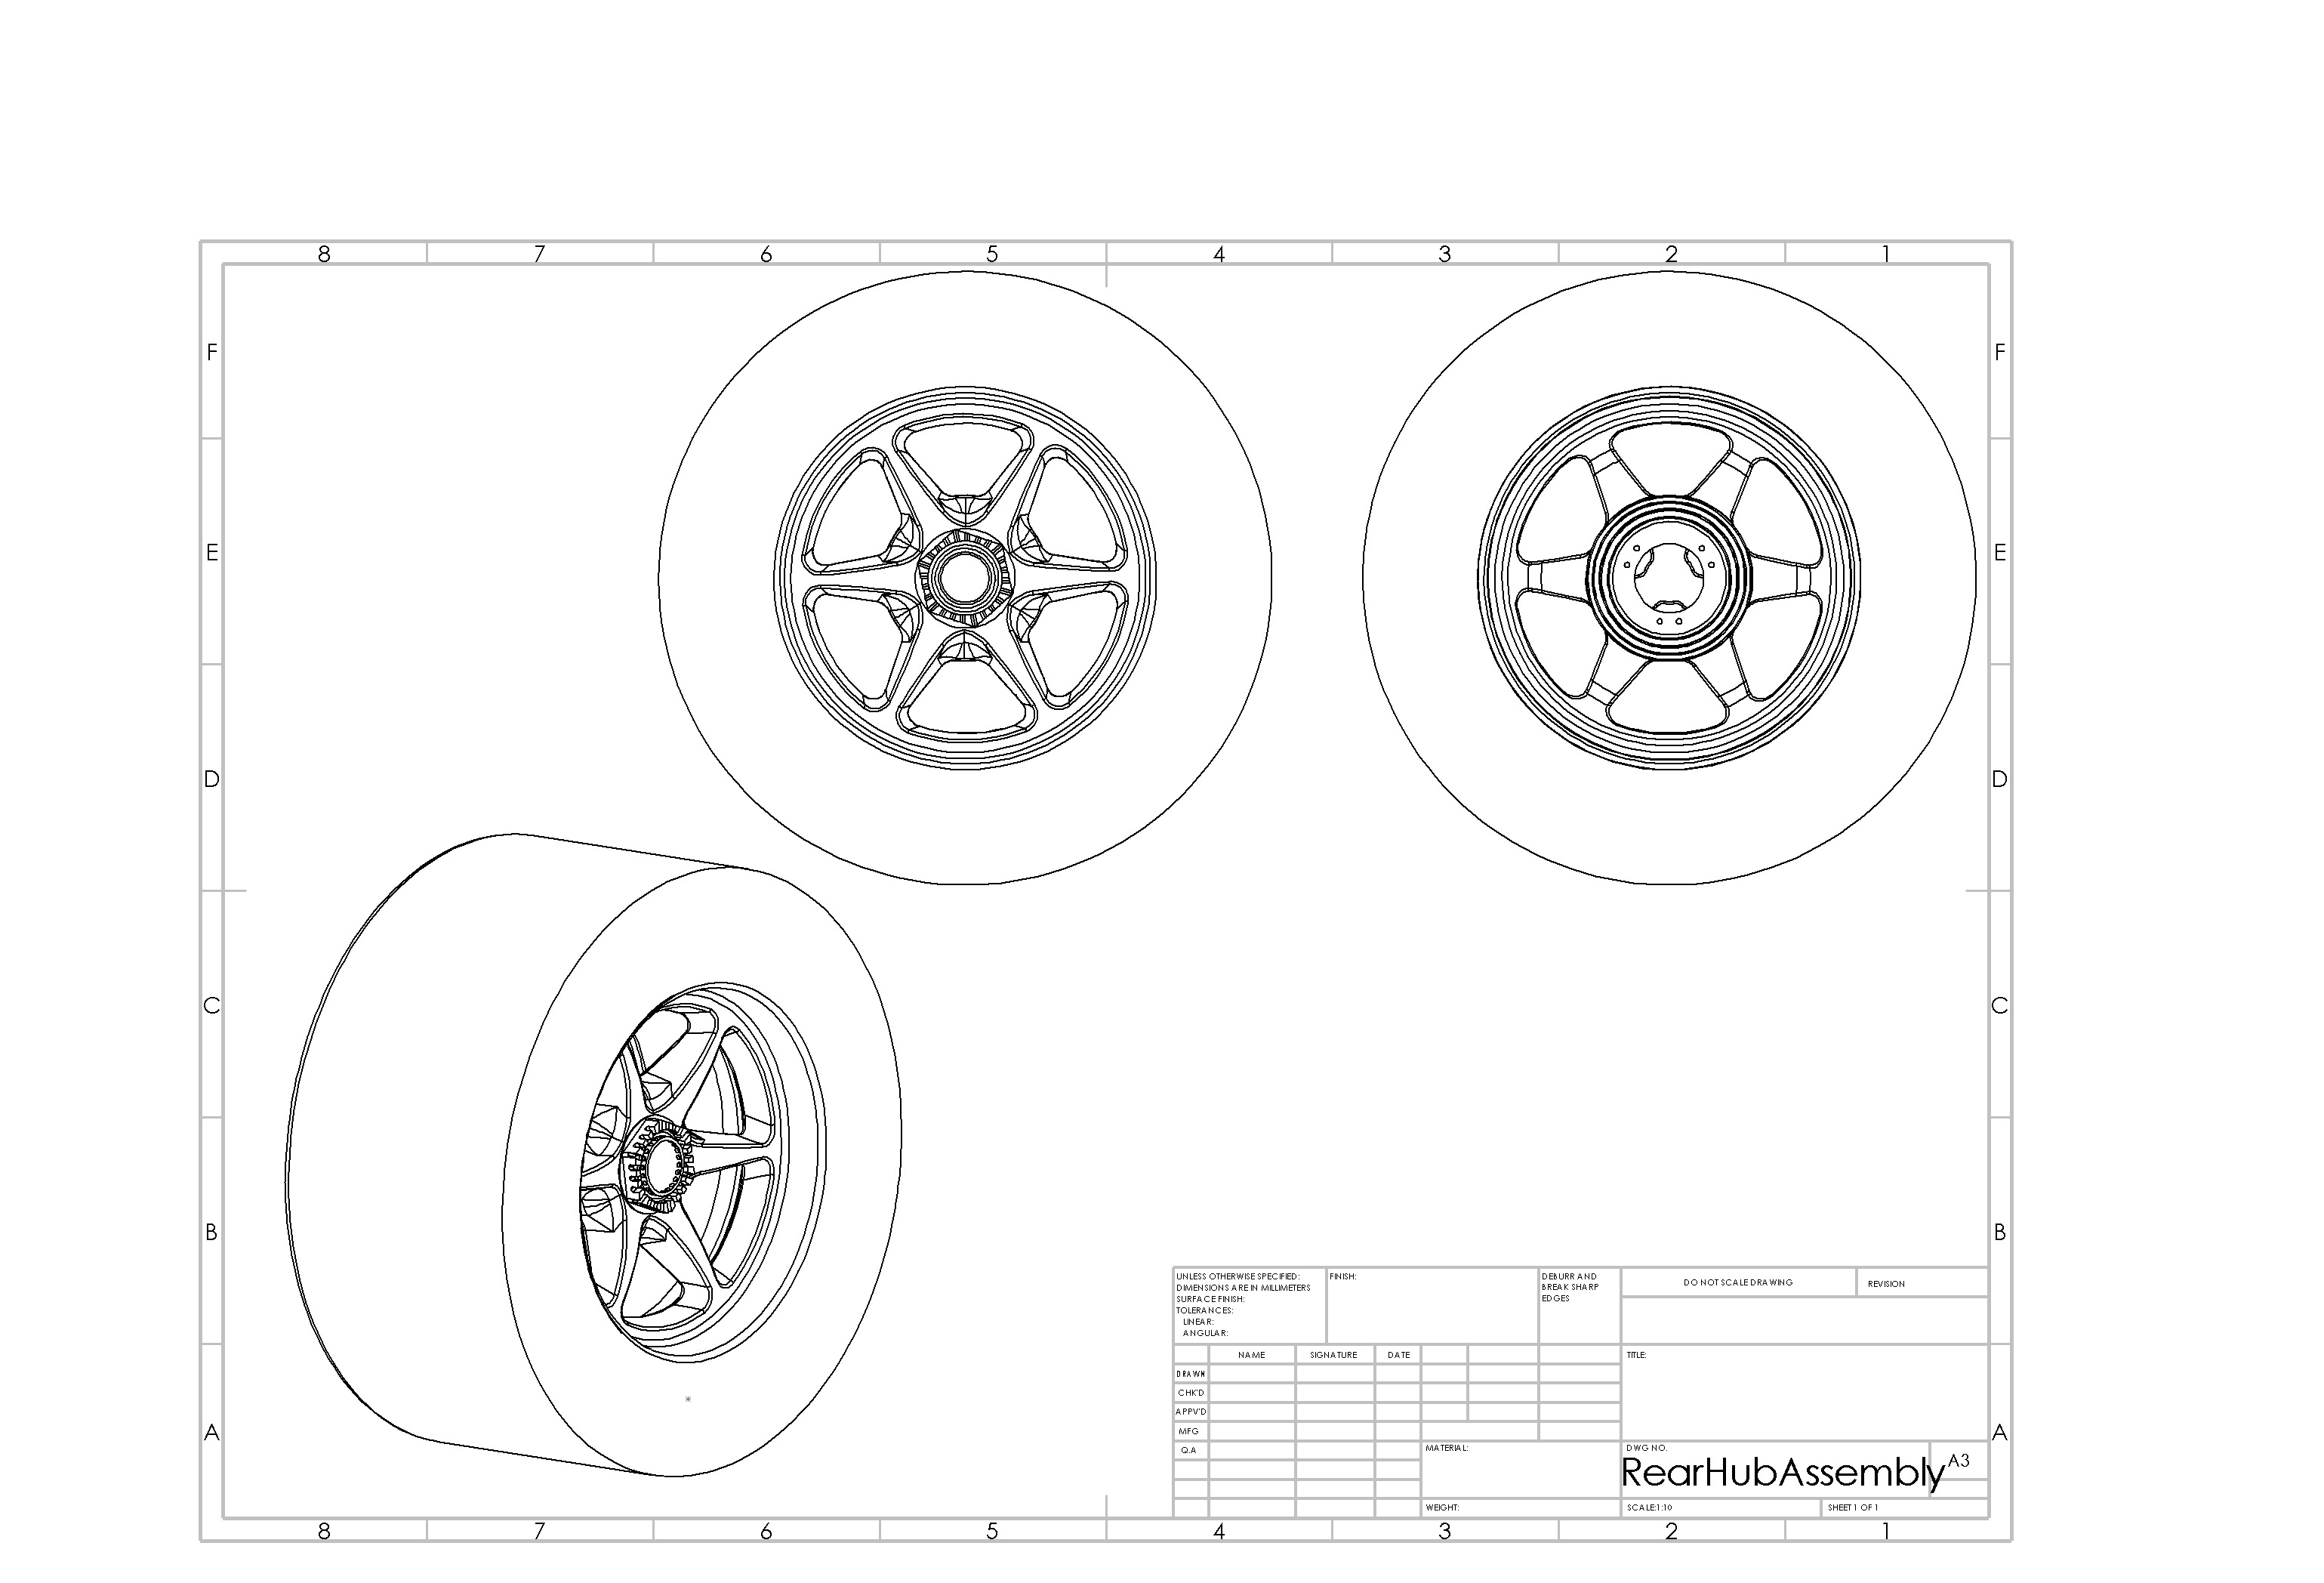 8 7 6 5 4 3 2 1
F F
E E
D D
C C
B B
A A
UNLESS OTHERWISE SPECIFIED:
DIMENSIONS ARE IN MILLIMETERS
SURFACE FINISH:
TOLERANCES:
LINEAR:
ANGULAR:
FINISH:
DEBURR AND
BREAK SHARP
EDGES
DO NOT SCALE DRAWING
REVISION
NAME SIGNATURE DATE
TITLE:
DRAWN
CHK'D
APPV'D
MFG
Q.A
MATERIAL:
DWG NO.
RearHubAssembly
A3
WEIGHT:
SCALE:1:10
SHEET 1 OF 1
8 7 6 5 4 3 2 1